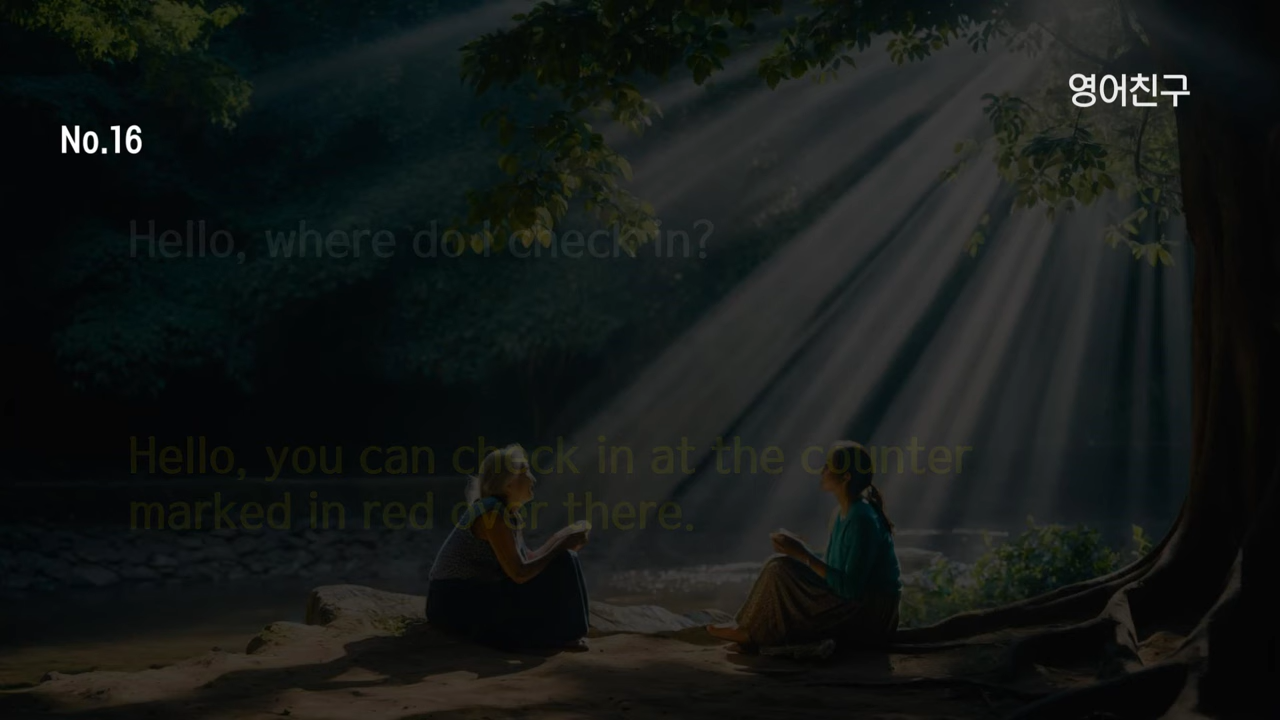 영어친구
No.16
Hello, where do I check in?
Hello, you can check in at the counter
marked in red over there.